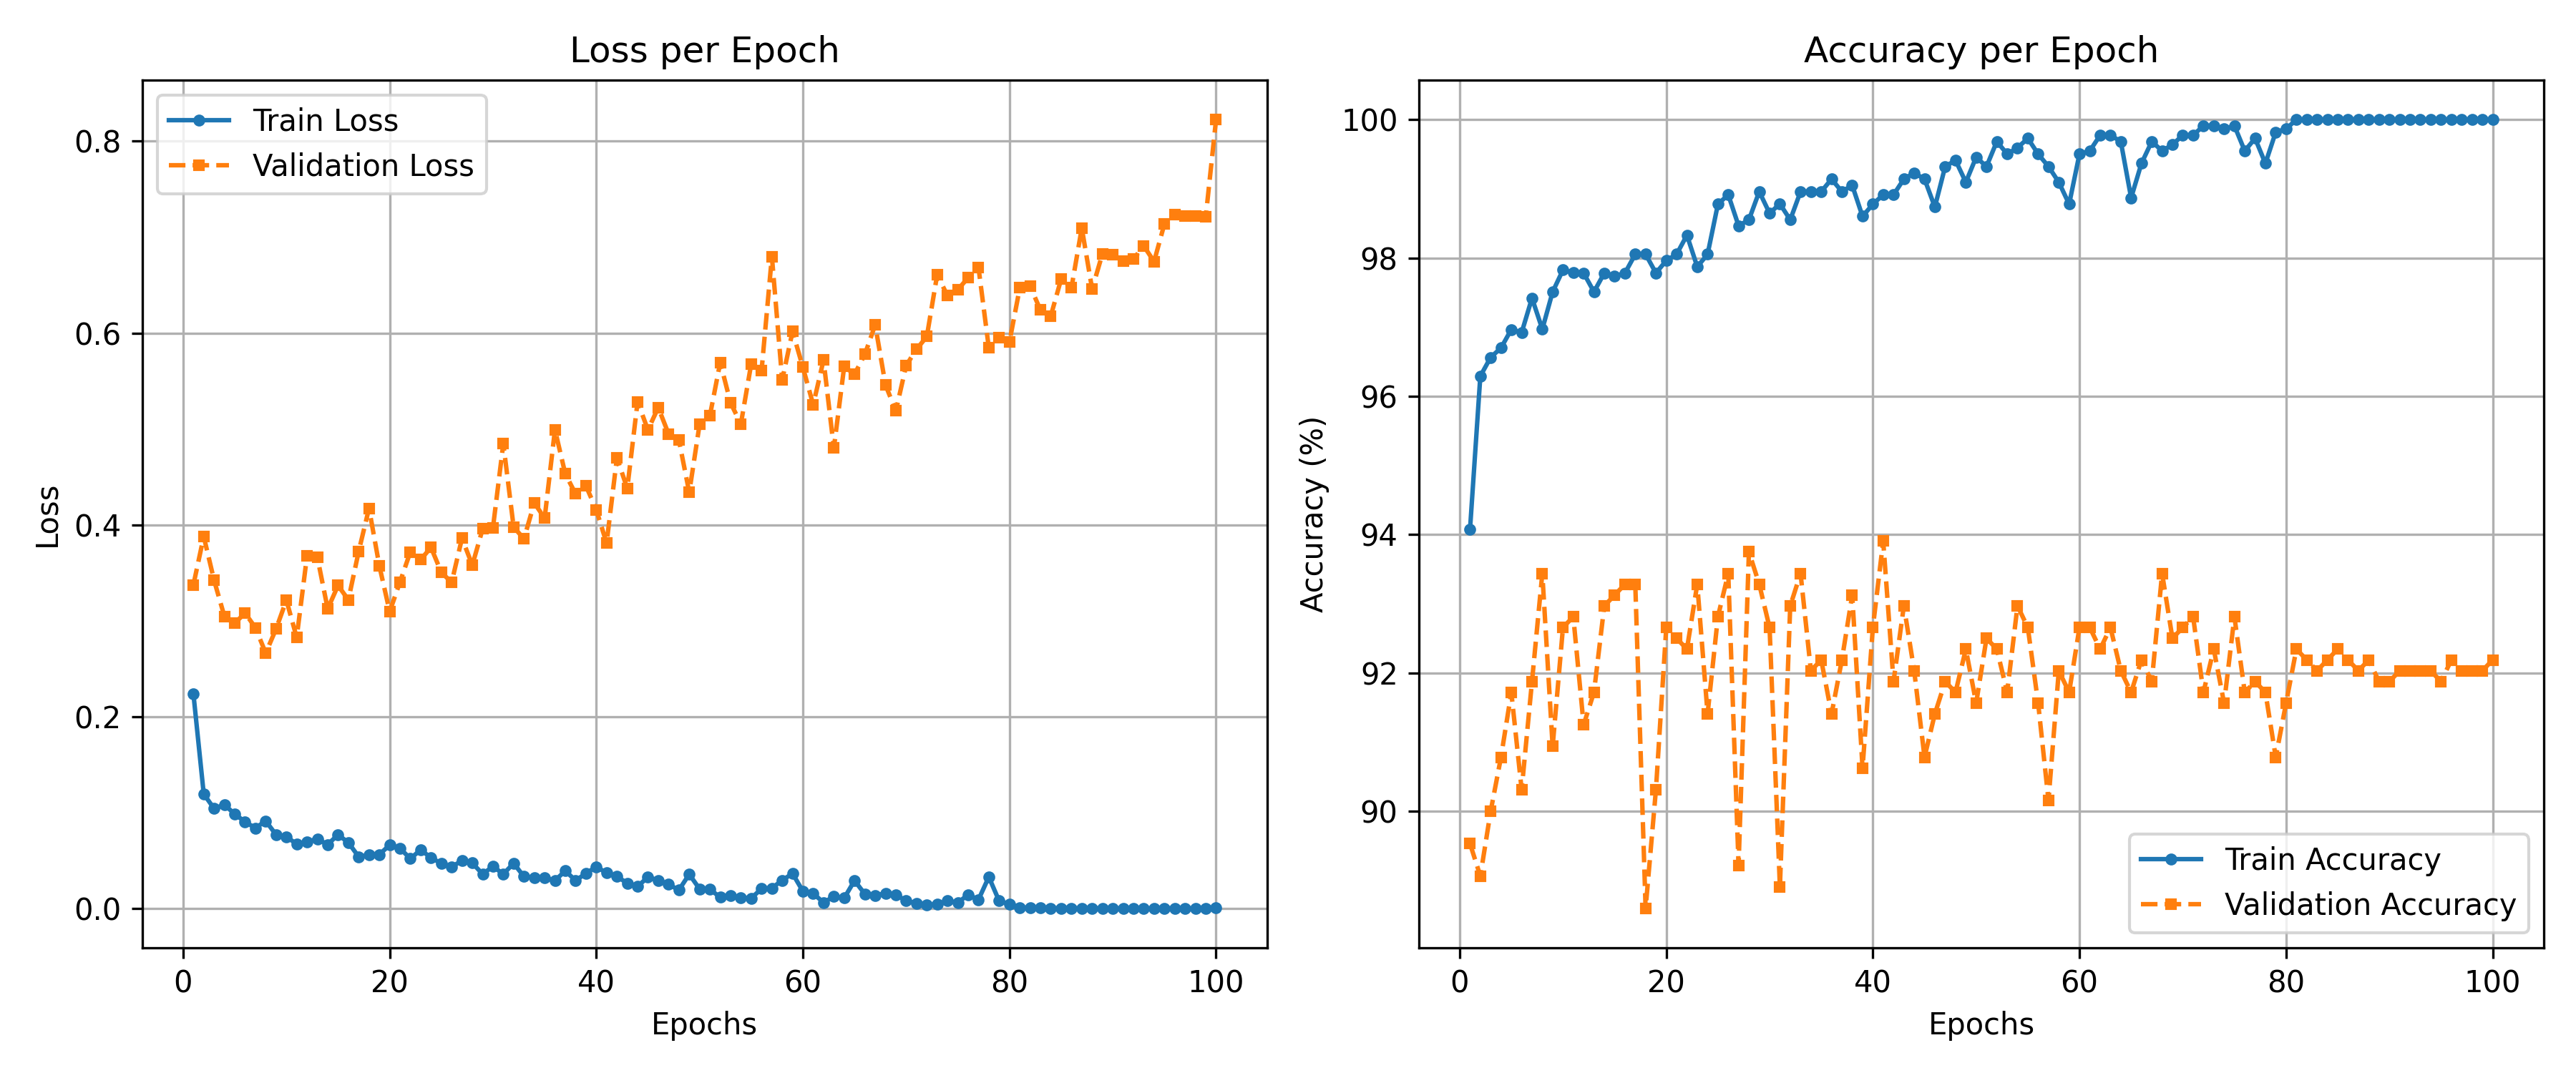 Loss per Epoch
Train Loss
Validation Loss
Loss
0.8
0.6
0.4
0.2
0.0
0 20 40 60 80 100
Epochs
Accuracy per Epoch
Accuracy (%)
100
98
96
94
92
90
Train Accuracy
Validation Accuracy
0 20 40 60 80 100
Epochs